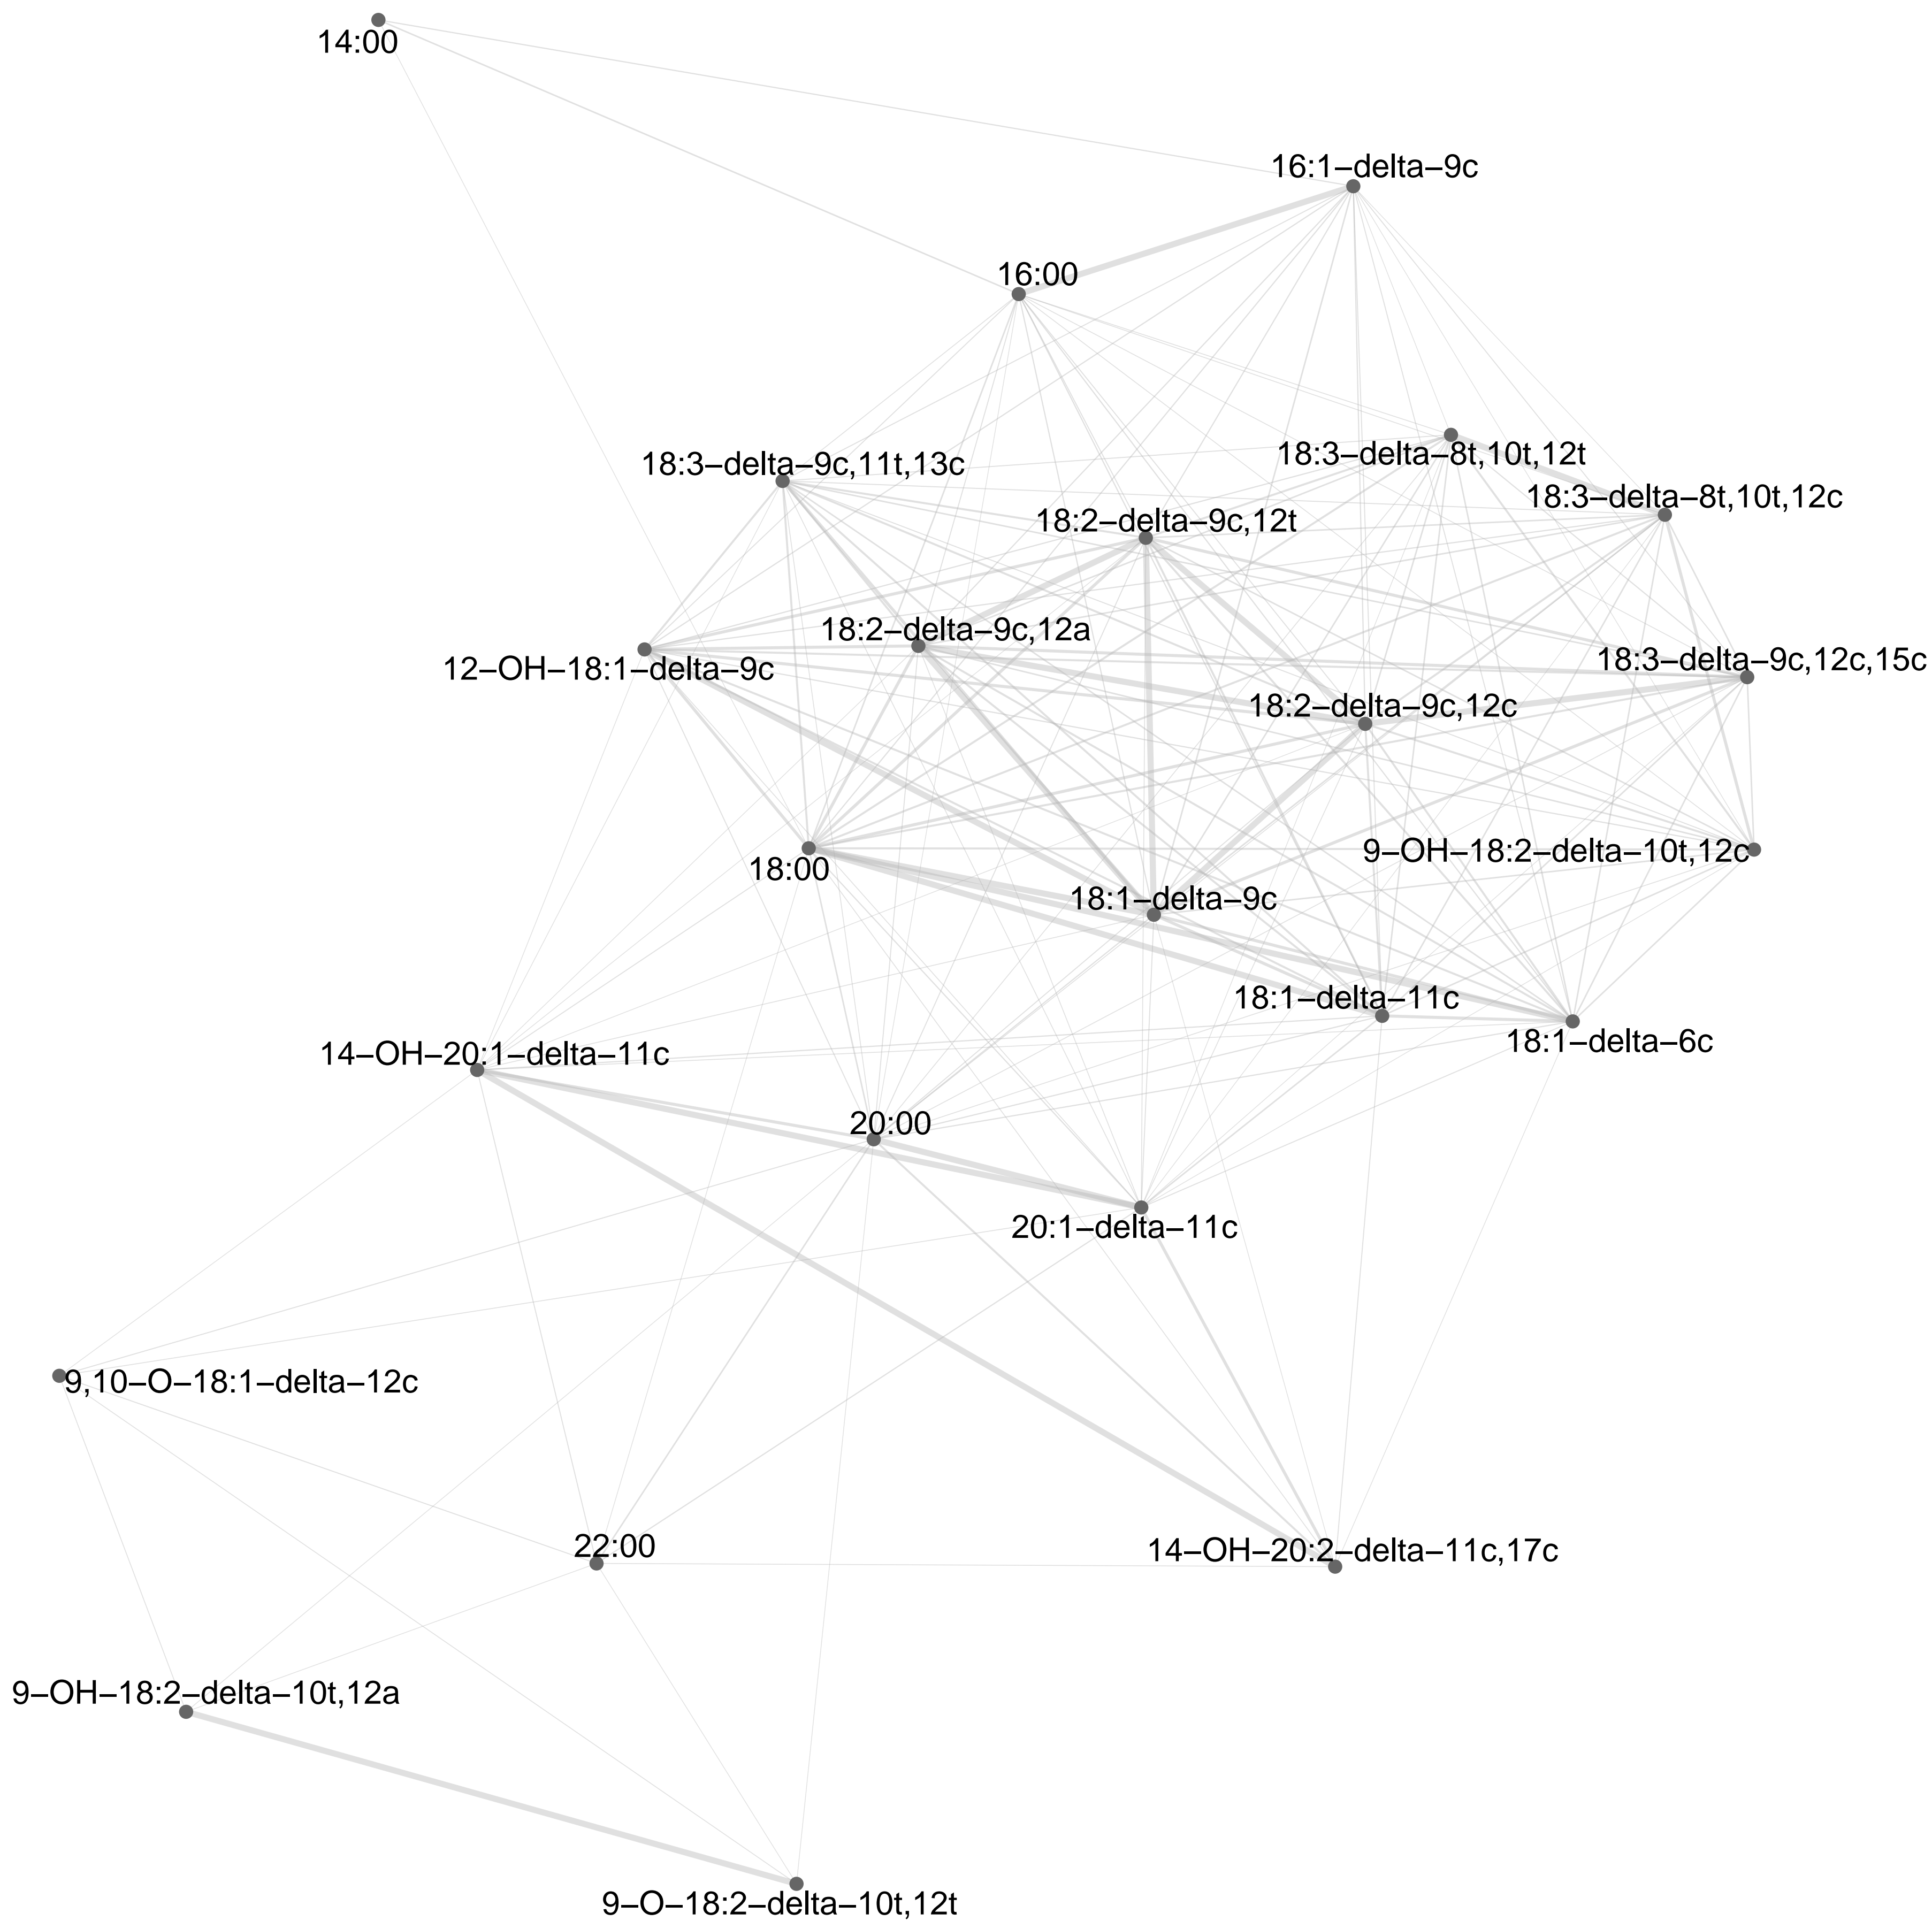 14:00
16:1–delta–9c
16:00
18:3–delta–8t,10t,12t
18:3–delta–9c,11t,13c
18:3–delta–8t,10t,12c
18:2–delta–9c,12t
18:2–delta–9c,12a
18:3–delta–9c,12c,15c
12–OH–18:1–delta–9c
18:2–delta–9c,12c
9–OH–18:2–delta–10t,12c
18:00
18:1–delta–9c
18:1–delta–11c
18:1–delta–6c
14–OH–20:1–delta–11c
20:00
20:1–delta–11c
9,10–O–18:1–delta–12c
22:00
14–OH–20:2–delta–11c,17c
9–OH–18:2–delta–10t,12a
9–O–18:2–delta–10t,12t